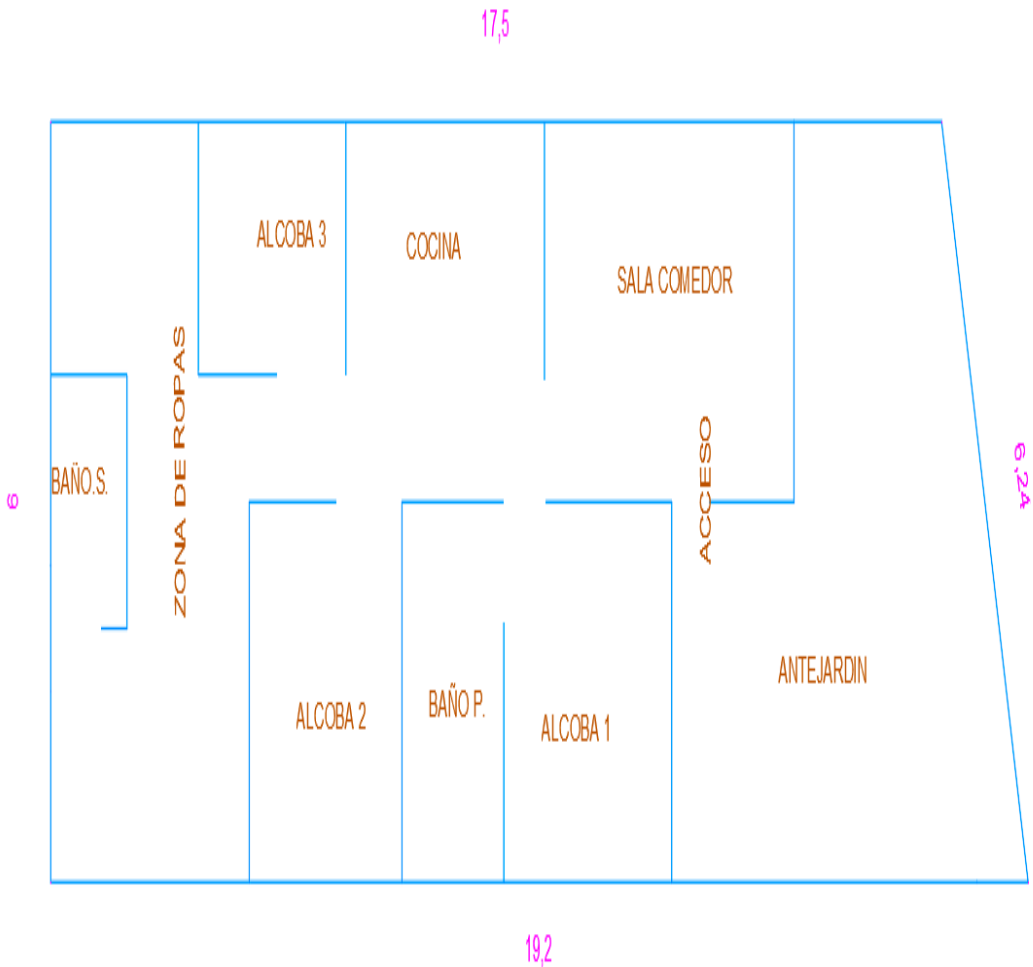 17,5
ALCOBA 3
COCINA
SALA COMEDOR
ZONA DE ROPAS
ACCESO
BAÑO.S.
6
6,24
ANTEJARDIN
ALCOBA 2
BAÑO P.
ALCOBA 1
19,2